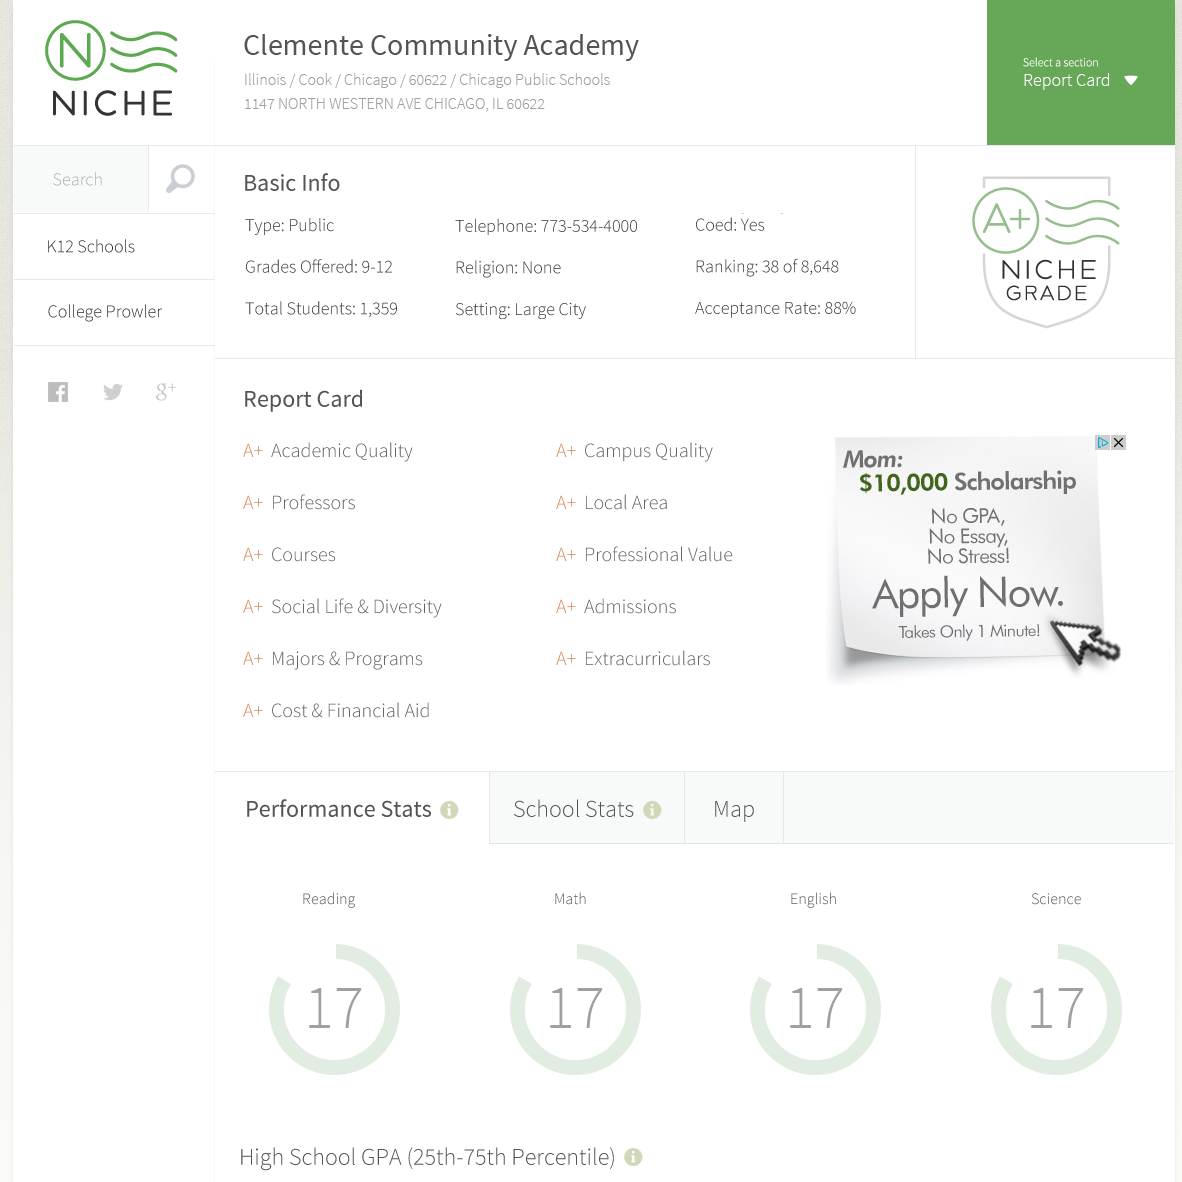 NICHE
Clemente Community Academy
Illinois / Cook / Chicago / 60622 / Chicago Public Schools
1147 NORTH WESTERN AVE CHICAGO, IL 60622
Select a section
Report Card
Search
K12 Schools
College Prowler
Basic Info
Type: Public
Telephone: 773-534-4000
Coed: Yes
Grades Offered: 9-12
Religion: None
Ranking: 38 of 8,648
Total Students: 1,359
Setting: Large City
Acceptance Rate: 88%
A+
NICHE
GRADE
Report Card
A+ Academic Quality
A+ Campus Quality
A+ Professors
A+ Local Area
A+ Courses
A+ Professional Value
A+ Social Life & Diversity
A+ Admissions
A+ Majors & Programs
A+ Extracurriculars
A+ Cost & Financial Aid
Mom:
$10,000 Scholarship
No GPA,
No Essay,
No Stress!
Apply Now.
Takes Only 1 Minute!
Performance Stats
School Stats
Map
Reading
Math
English
Science
17
17
17
17
High School GPA (25th-75th Percentile)